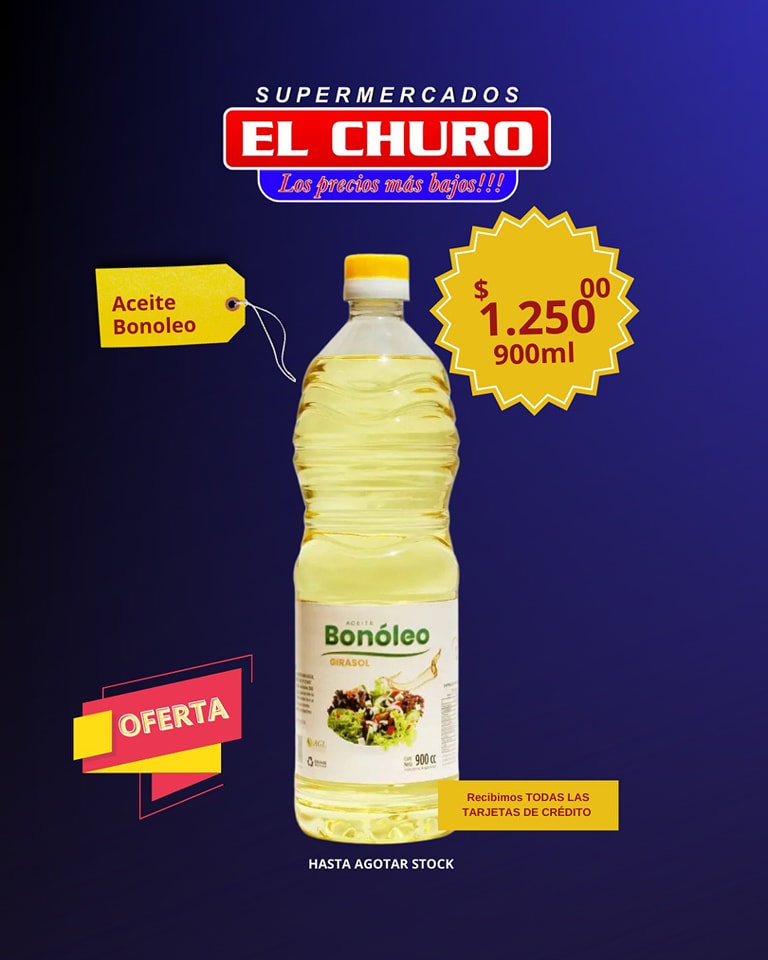 SUPERMERCADOS
EL CHURO
Los precios más bajos!!!
Aceite
Bonoleo
$ 1.250 00
900ml
ACEITE
Bonóleo
GIRASOL
AGL
900 cc
OFERTA
Recibimos TODAS LAS
TARJETAS DE CRÉDITO
HASTA AGOTAR STOCK